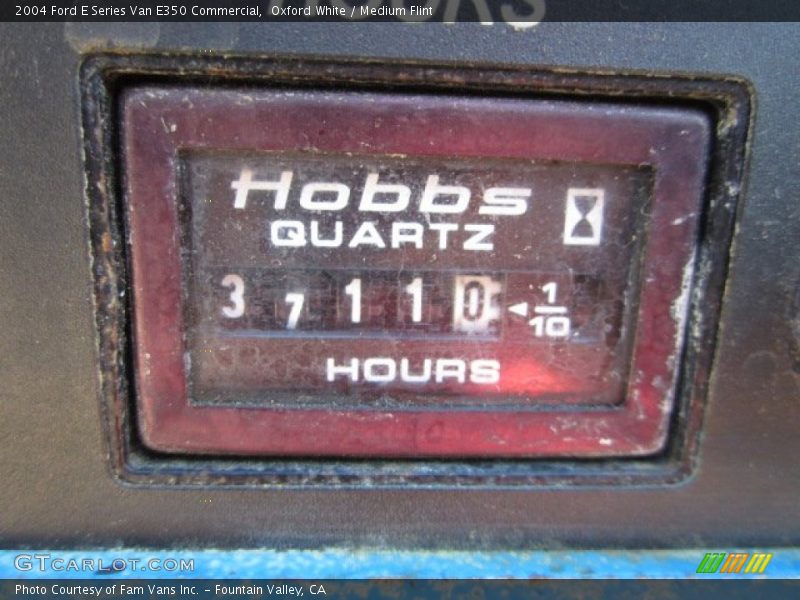 2004 Ford E Series Van E350 Commercial, Oxford White / Medium Flint
Hobbs
QUARTZ
3 7 1 1 0 1/10
HOURS
GTCARLOT.COM
Photo Courtesy of Fam Vans Inc. - Fountain Valley, CA